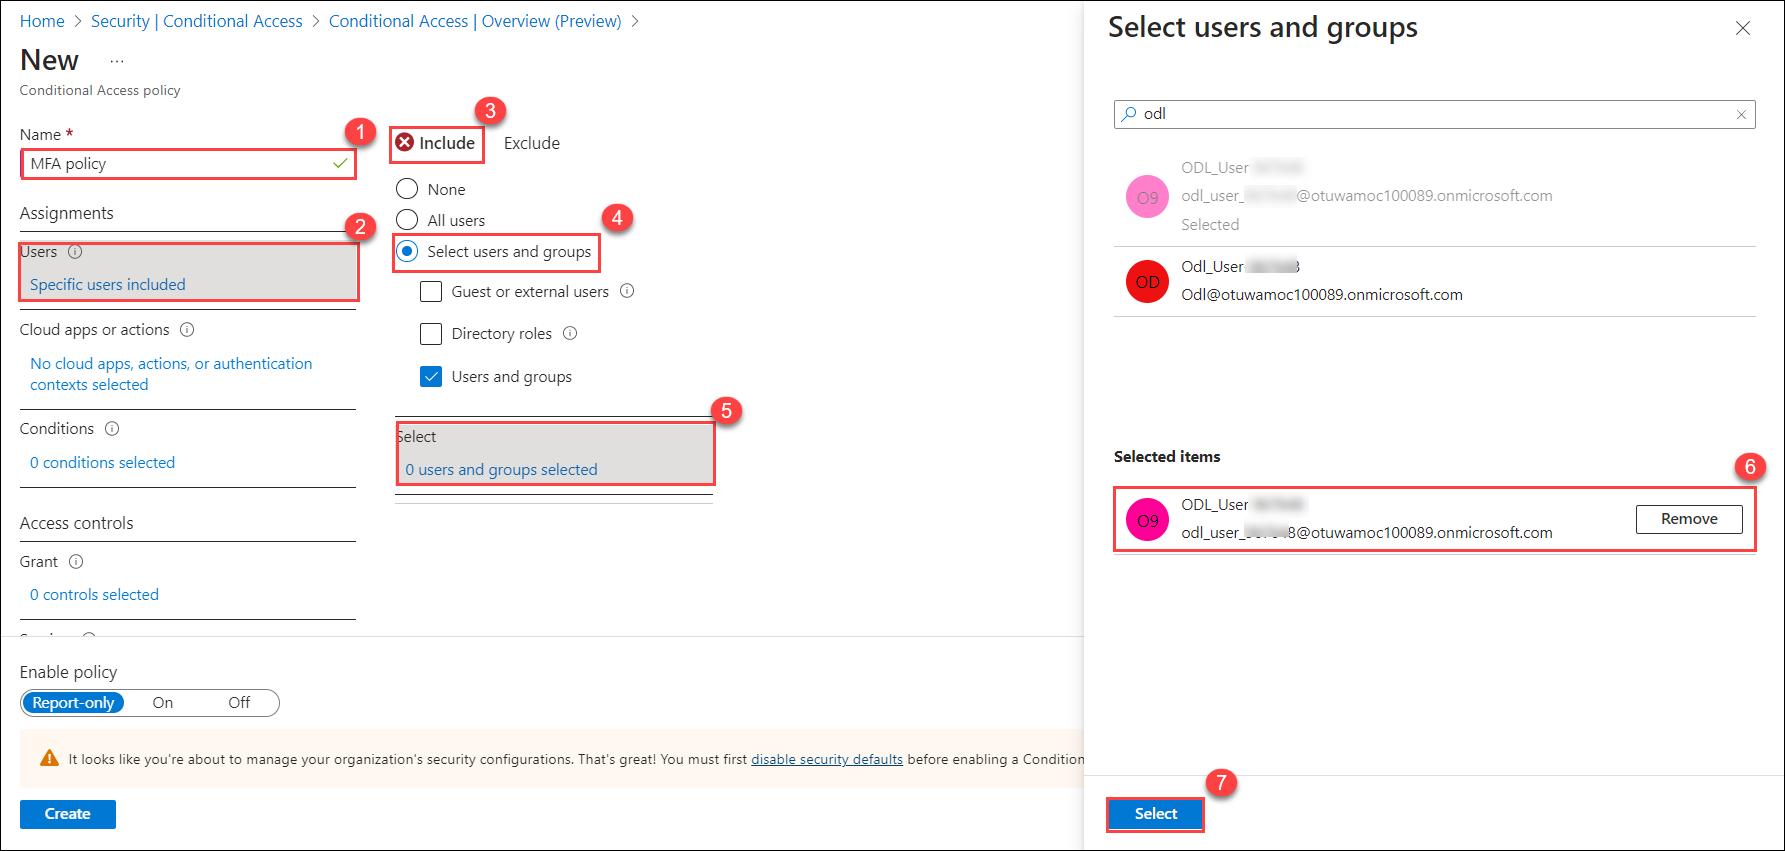 Home > Security | Conditional Access > Conditional Access | Overview (Preview) >
New ...
Conditional Access policy
Name *
1
MFA policy
Assignments
2
Users
Specific users included
Cloud apps or actions
No cloud apps, actions, or authentication
contexts selected
Conditions
0 conditions selected
Access controls
Grant
0 controls selected
3
Include Exclude
None
All users
4
Select users and groups
Guest or external users
Directory roles
Users and groups
5
Select
0 users and groups selected
Enable policy
Report-only On Off
It looks like you're about to manage your organization's security configurations. That's great! You must first disable security defaults before enabling a Condition
Create
Select users and groups
odl
O9
ODL_User
odl_user_ @otuwamoc100089.onmicrosoft.com
Selected
OD
Odl_User
Odl@otuwamoc100089.onmicrosoft.com
Selected items
6
O9
ODL_User
odl_user_ 8@otuwamoc100089.onmicrosoft.com
Remove
7
Select